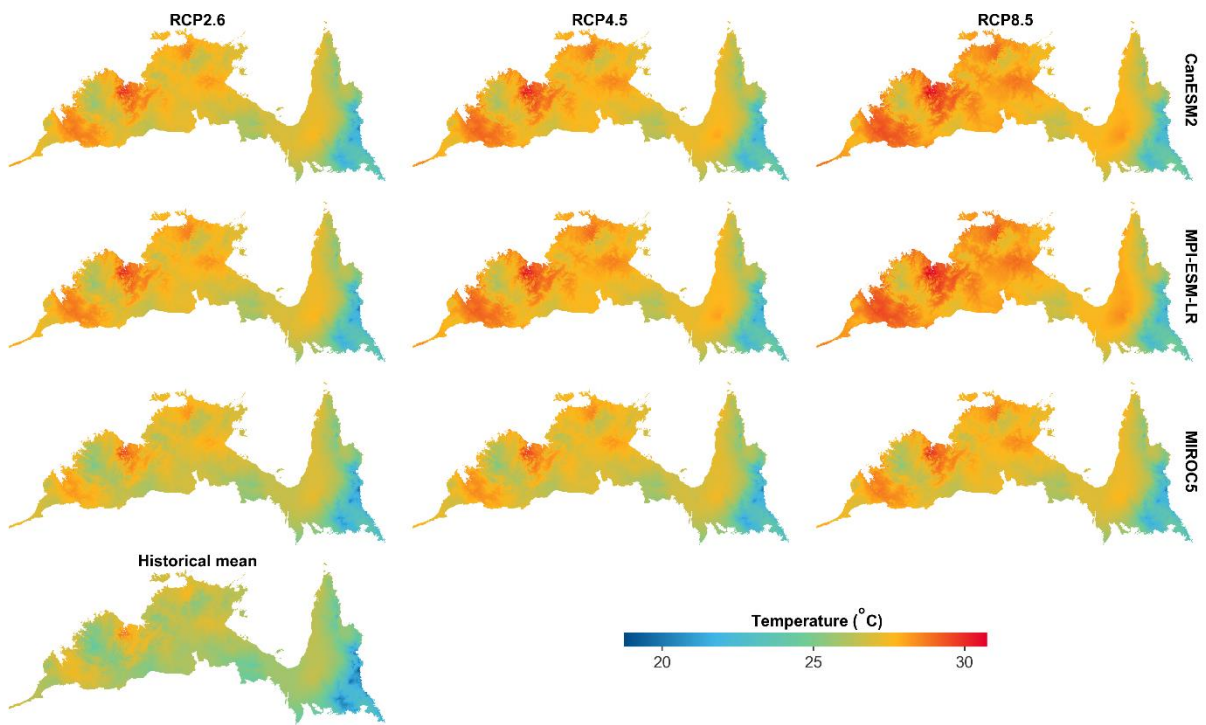 RCP2.6 RCP4.5 RCP8.5
CanESM2
MPI-ESM-LR
MIROC5
Historical mean
Temperature (°C)
20 25 30